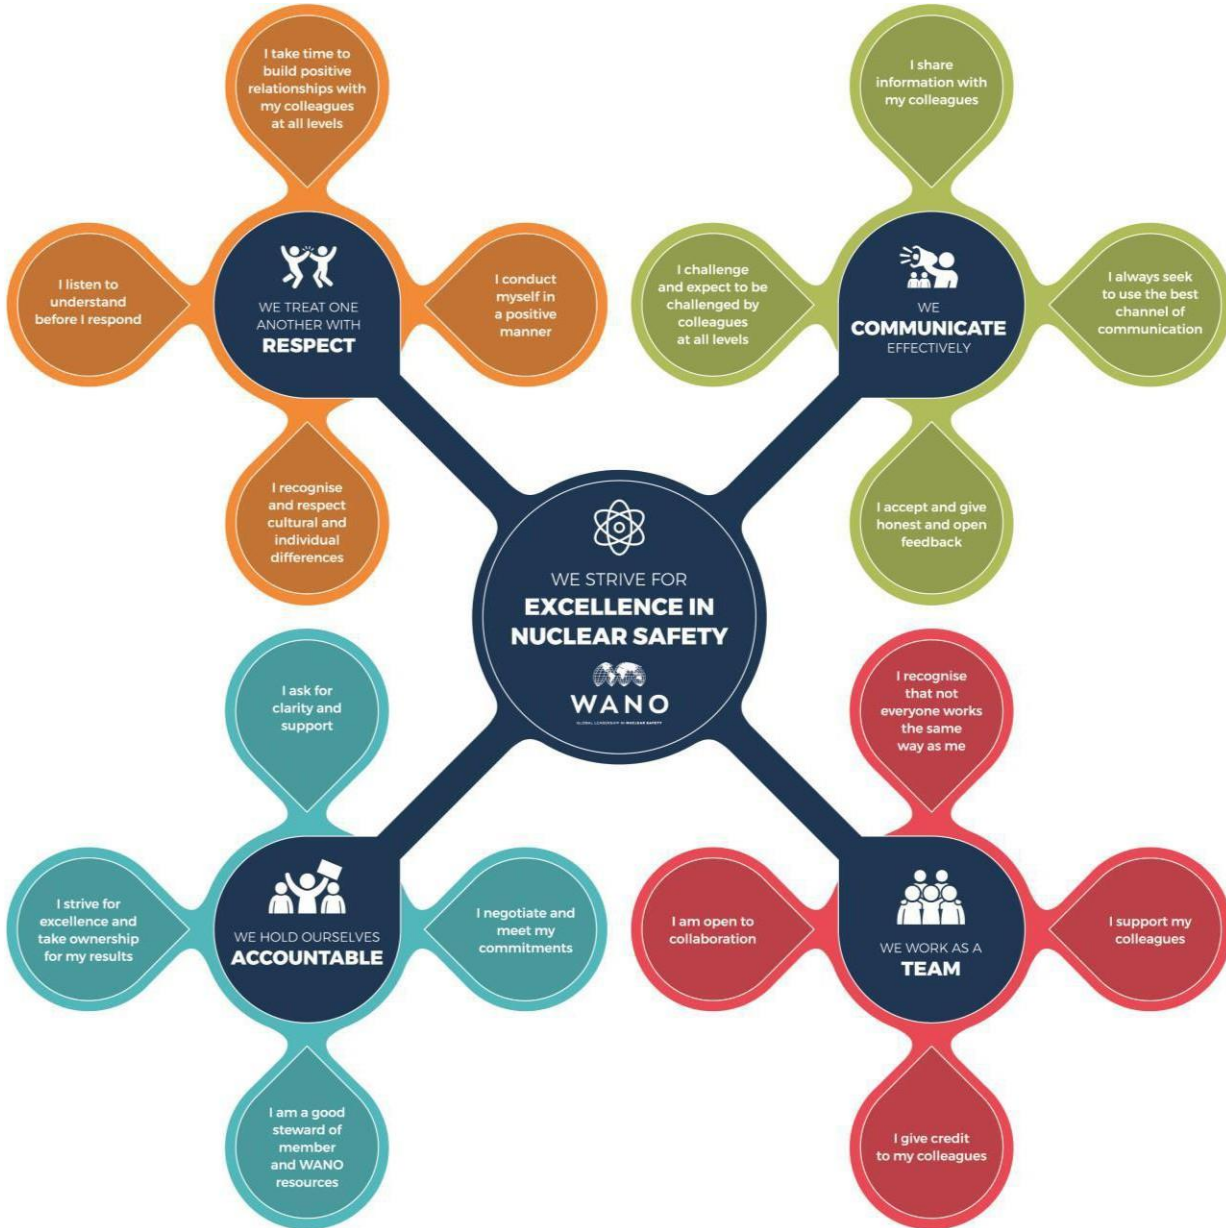 I take time to
build positive
relationships with
my colleagues
at all levels
I listen to
understand
before I respond
WE TREAT ONE
ANOTHER WITH
RESPECT
I conduct
myself in
a positive
manner
I recognise
and respect
cultural and
individual
differences
I share
information with
my colleagues
I challenge
and expect to be
challenged by
colleagues
at all levels
WE
COMMUNICATE
EFFECTIVELY
I always seek
to use the best
channel of
communication
I accept and give
honest and open
feedback
WE STRIVE FOR
EXCELLENCE IN
NUCLEAR SAFETY
WANO
GLOBAL LEADERSHIP IN NUCLEAR SAFETY
I ask for
clarity and
support
I strive for
excellence and
take ownership
for my results
WE HOLD OURSELVES
ACCOUNTABLE
I negotiate and
meet my
commitments
I am a good
steward of
member
and WANO
resources
I recognise
that not
everyone works
the same
way as me
I am open to
collaboration
WE WORK AS A
TEAM
I support my
colleagues
I give credit
to my colleagues